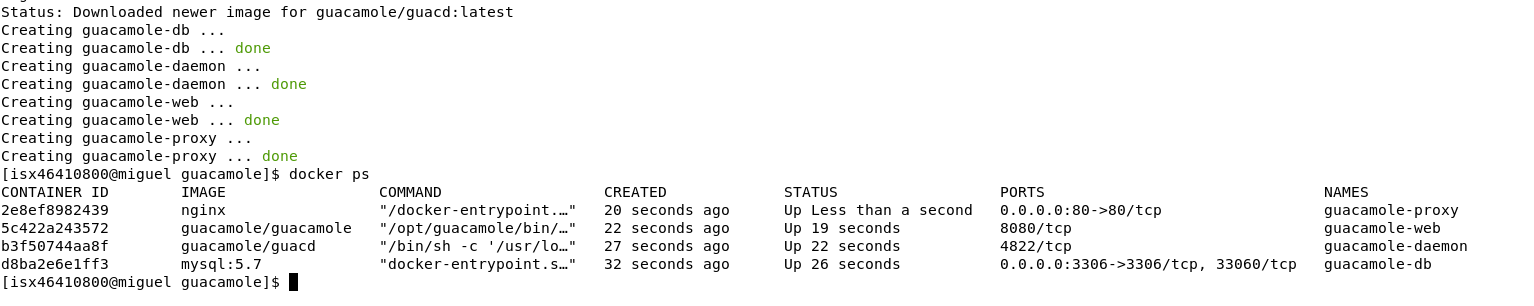 Status: Downloaded newer image for guacamole/guacd:latest
Creating guacamole-db ...
Creating guacamole-db ... done
Creating guacamole-daemon ...
Creating guacamole-daemon ... done
Creating guacamole-web ...
Creating guacamole-web ... done
Creating guacamole-proxy ...
Creating guacamole-proxy ... done
[isx46410800@miguel guacamole]$ docker ps
CONTAINER ID        IMAGE                 COMMAND                  CREATED             STATUS                  PORTS                               NAMES
2e8ef8982439        nginx                 "/docker-entrypoint.…"   20 seconds ago      Up Less than a second   0.0.0.0:80->80/tcp                  guacamole-proxy
5c422a243572        guacamole/guacamole   "/opt/guacamole/bin/…"   22 seconds ago      Up 19 seconds           8080/tcp                            guacamole-web
b3f50744aa8f        guacamole/guacd       "/bin/sh -c '/usr/lo…"   27 seconds ago      Up 22 seconds           4822/tcp                            guacamole-daemon
d8ba2e6e1ff3        mysql:5.7             "docker-entrypoint.s…"   32 seconds ago      Up 26 seconds           0.0.0.0:3306->3306/tcp, 33060/tcp   guacamole-db
[isx46410800@miguel guacamole]$